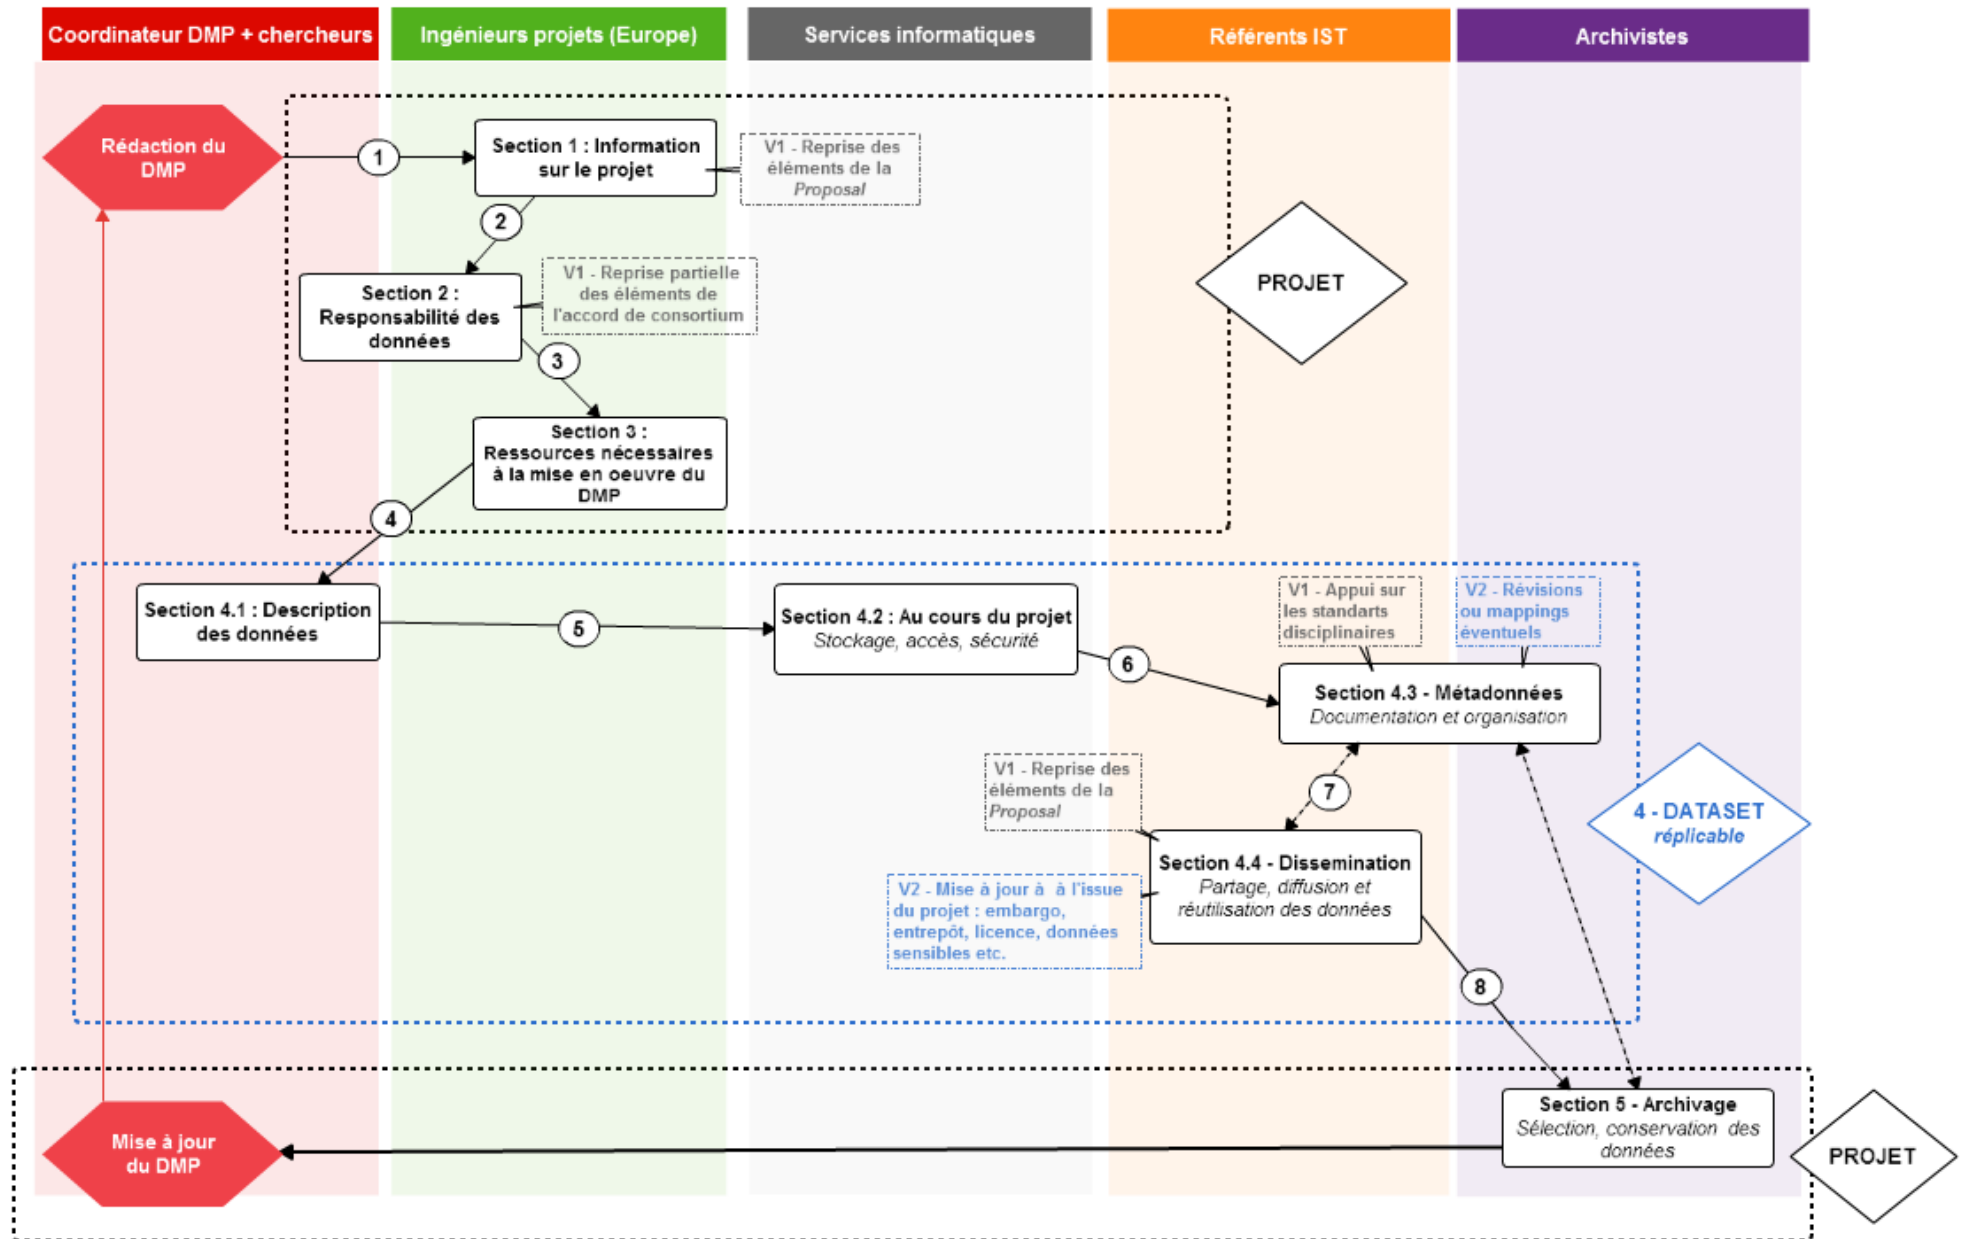 Coordinateur DMP + chercheurs
Ingénieurs projets (Europe)
Services informatiques
Référents IST
Archivistes
Rédaction du
DMP
1
Section 1 : Information
sur le projet
V1 - Reprise des
éléments de la
Proposal
2
Section 2 :
Responsabilité des
données
V1 - Reprise partielle
des éléments de
l'accord de consortium
PROJET
3
Section 3 :
Ressources nécessaires
à la mise en oeuvre du
DMP
4
Section 4.1 : Description
des données
5
Section 4.2 : Au cours du projet
Stockage, accès, sécurité
6
V1 - Appui sur
les standarts
disciplinaires
V2 - Révisions
ou mappings
éventuels
Section 4.3 - Métadonnées
Documentation et organisation
7
V1 - Reprise des
éléments de la
Proposal
Section 4.4 - Dissemination
Partage, diffusion et
réutilisation des données
V2 - Mise à jour à à l'issue
du projet : embargo,
entrepôt, licence, données
sensibles etc.
4 - DATASET
réplicable
8
Section 5 - Archivage
Sélection, conservation des
données
Mise à jour
du DMP
PROJET